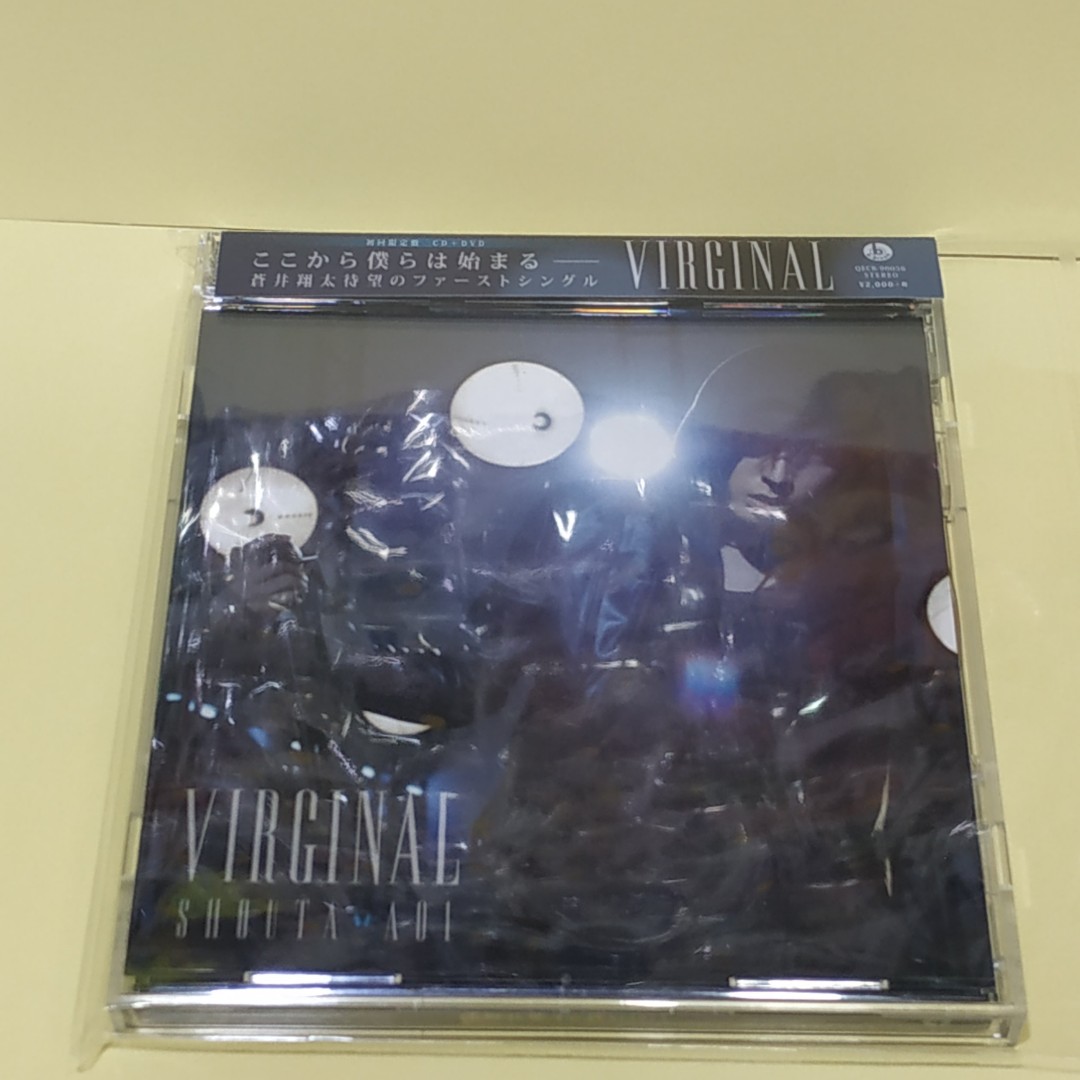 初回限定盤 CD+DVD
ここから僕らは始まる――
蒼井翔太待望のファーストシングル
VIRGINAL
STEREO
¥2,000+税
VIRGINAL
SHOUTA AOI